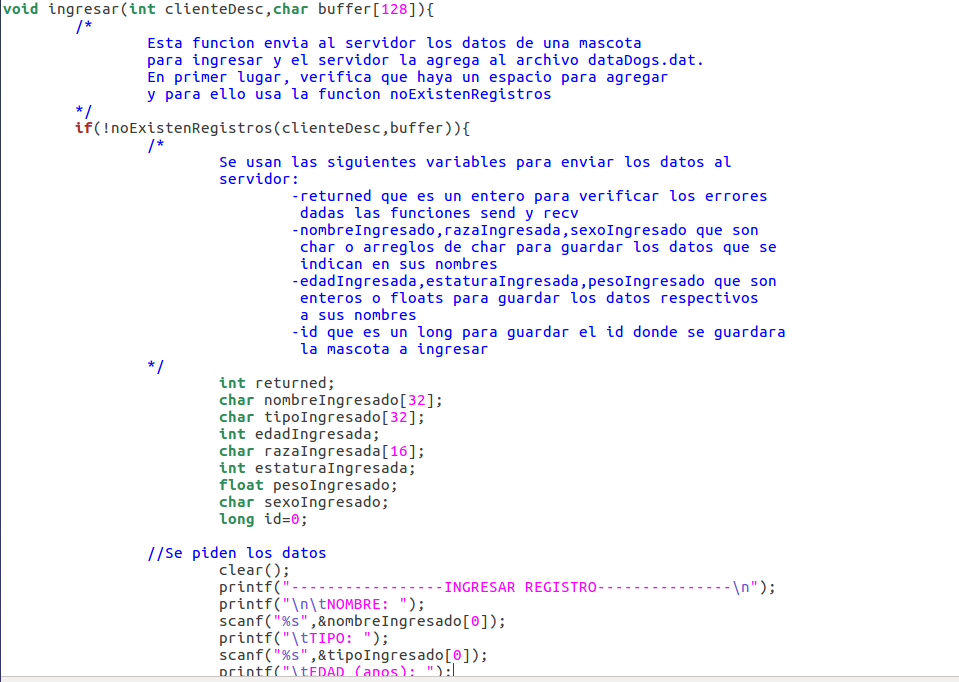 void ingresar(int clienteDesc,char buffer[128]){
/*
Esta funcion envia al servidor los datos de una mascota
para ingresar y el servidor la agrega al archivo dataDogs.dat.
En primer lugar, verifica que haya un espacio para agregar
y para ello usa la funcion noExistenRegistros
*/
if(!noExistenRegistros(clienteDesc,buffer)){
/*
Se usan las siguientes variables para enviar los datos al
servidor:
-returned que es un entero para verificar los errores
dadas las funciones send y recv
-nombreIngresado,razaIngresada,sexoIngresado que son
char o arreglos de char para guardar los datos que se
indican en sus nombres
-edadIngresada,estaturaIngresada,pesoIngresado que son
enteros o floats para guardar los datos respectivos
a sus nombres
-id que es un long para guardar el id donde se guardara
la mascota a ingresar
*/
int returned;
char nombreIngresado[32];
char tipoIngresado[32];
int edadIngresada;
char razaIngresada[16];
int estaturaIngresada;
float pesoIngresado;
char sexoIngresado;
long id=0;
//Se piden los datos
clear();
printf("-----------------INGRESAR REGISTRO---------------\n");
printf("\n\tNOMBRE: ");
scanf("%s",&nombreIngresado[0]);
printf("\tTIPO: ");
scanf("%s",&tipoIngresado[0]);
printf("\tEDAD (anos): ");